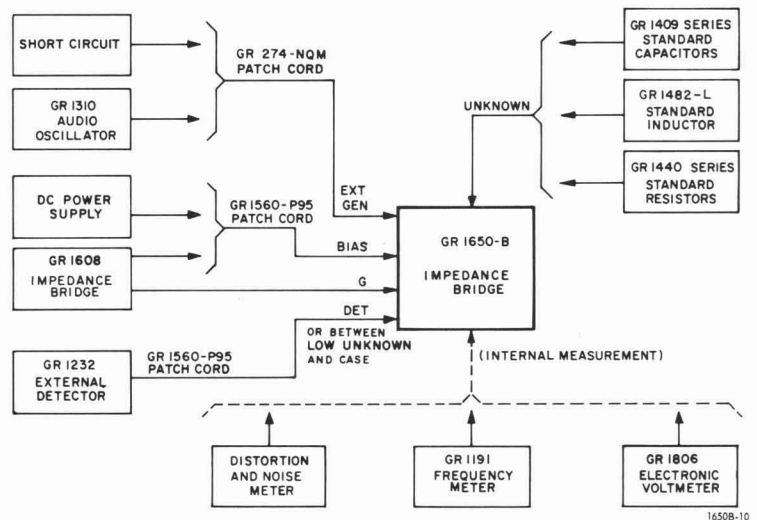 SHORT CIRCUIT
GR 1310
AUDIO
OSCILLATOR
GR 274-NQM
PATCH CORD
UNKNOWN
GR 1409 SERIES
STANDARD
CAPACITORS
GR 1482-L
STANDARD
INDUCTOR
GR 1440 SERIES
STANDARD
RESISTORS
DC POWER
SUPPLY
GR 1608
IMPEDANCE
BRIDGE
GR 1560-P95
PATCH CORD
EXT
GEN
BIAS
G
DET
OR BETWEEN
LOW UNKNOWN
AND CASE
GR 1650-B
IMPEDANCE
BRIDGE
GR 1232
EXTERNAL
DETECTOR
GR 1560-P95
PATCH CORD
(INTERNAL MEASUREMENT)
DISTORTION
AND NOISE
METER
GR 1191
FREQUENCY
METER
GR 1806
ELECTRONIC
VOLTMETER
1650B-10